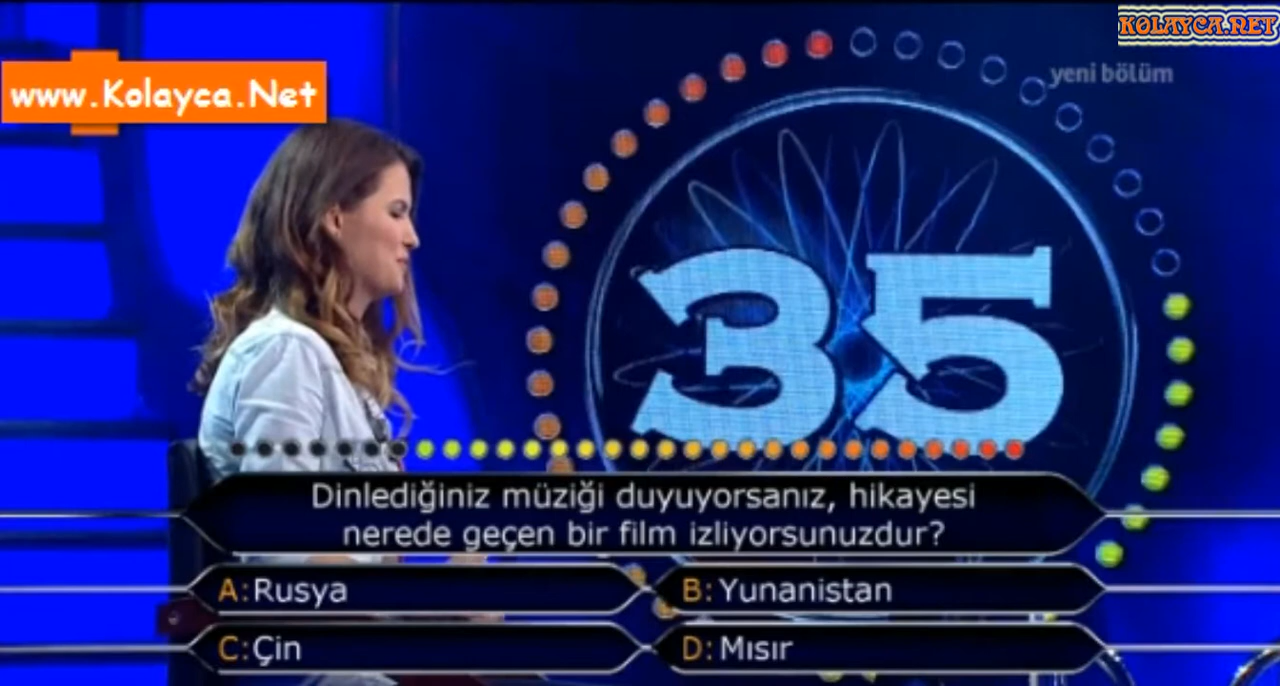 KOLAYCA.NET
yeni bölüm
www.Kolayca.Net
35
Dinlediğiniz müziği duyuyorsanız, hikayesi
nerede geçen bir film izliyorsunuzdur?
A: Rusya
B: Yunanistan
C: Çin
D: Mısır